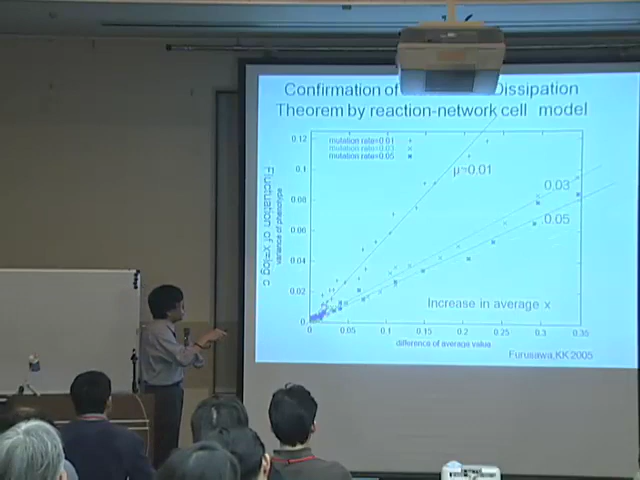 Confirmation of Dissipation
Theorem by reaction-network cell model
mutation rate=0.01
mutation rate=0.03
mutation rate=0.05
μ~0.01
0.03
0.05
Fluctuation of x=log c
variance of phenotype
0.12
0.1
0.08
0.06
0.04
0.02
0
0 0.05 0.1 0.15 0.2 0.25 0.3 0.35
Increase in average x
difference of average value
Furusawa,KK 2005